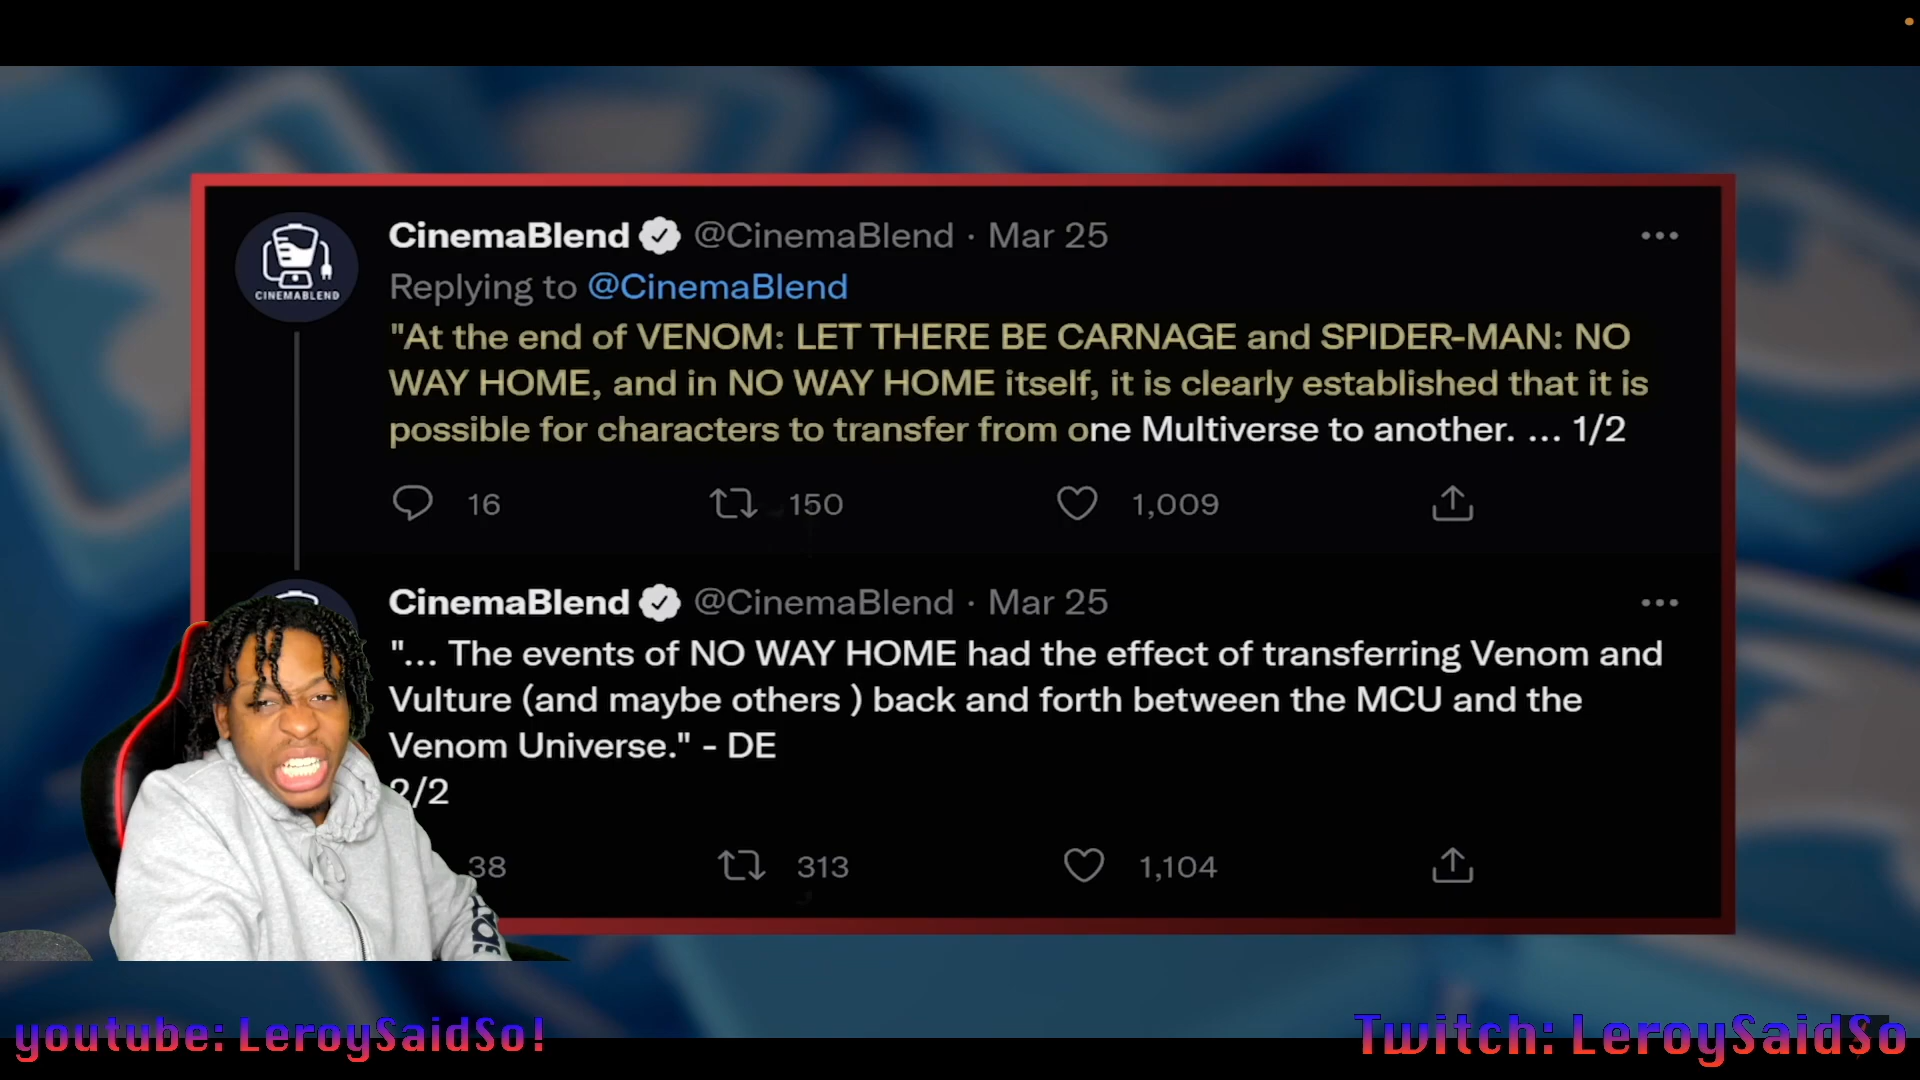 CinemaBlend @CinemaBlend · Mar 25
CINEMABLEND
Replying to @CinemaBlend
"At the end of VENOM: LET THERE BE CARNAGE and SPIDER-MAN: NO
WAY HOME, and in NO WAY HOME itself, it is clearly established that it is
possible for characters to transfer from one Multiverse to another. ... 1/2
16 150 1,009
CinemaBlend @CinemaBlend · Mar 25
"... The events of NO WAY HOME had the effect of transferring Venom and
Vulture (and maybe others ) back and forth between the MCU and the
Venom Universe." - DE
2/2
38 313 1,104
youtube: LeroySaidSo!
Twitch: LeroySaidSo